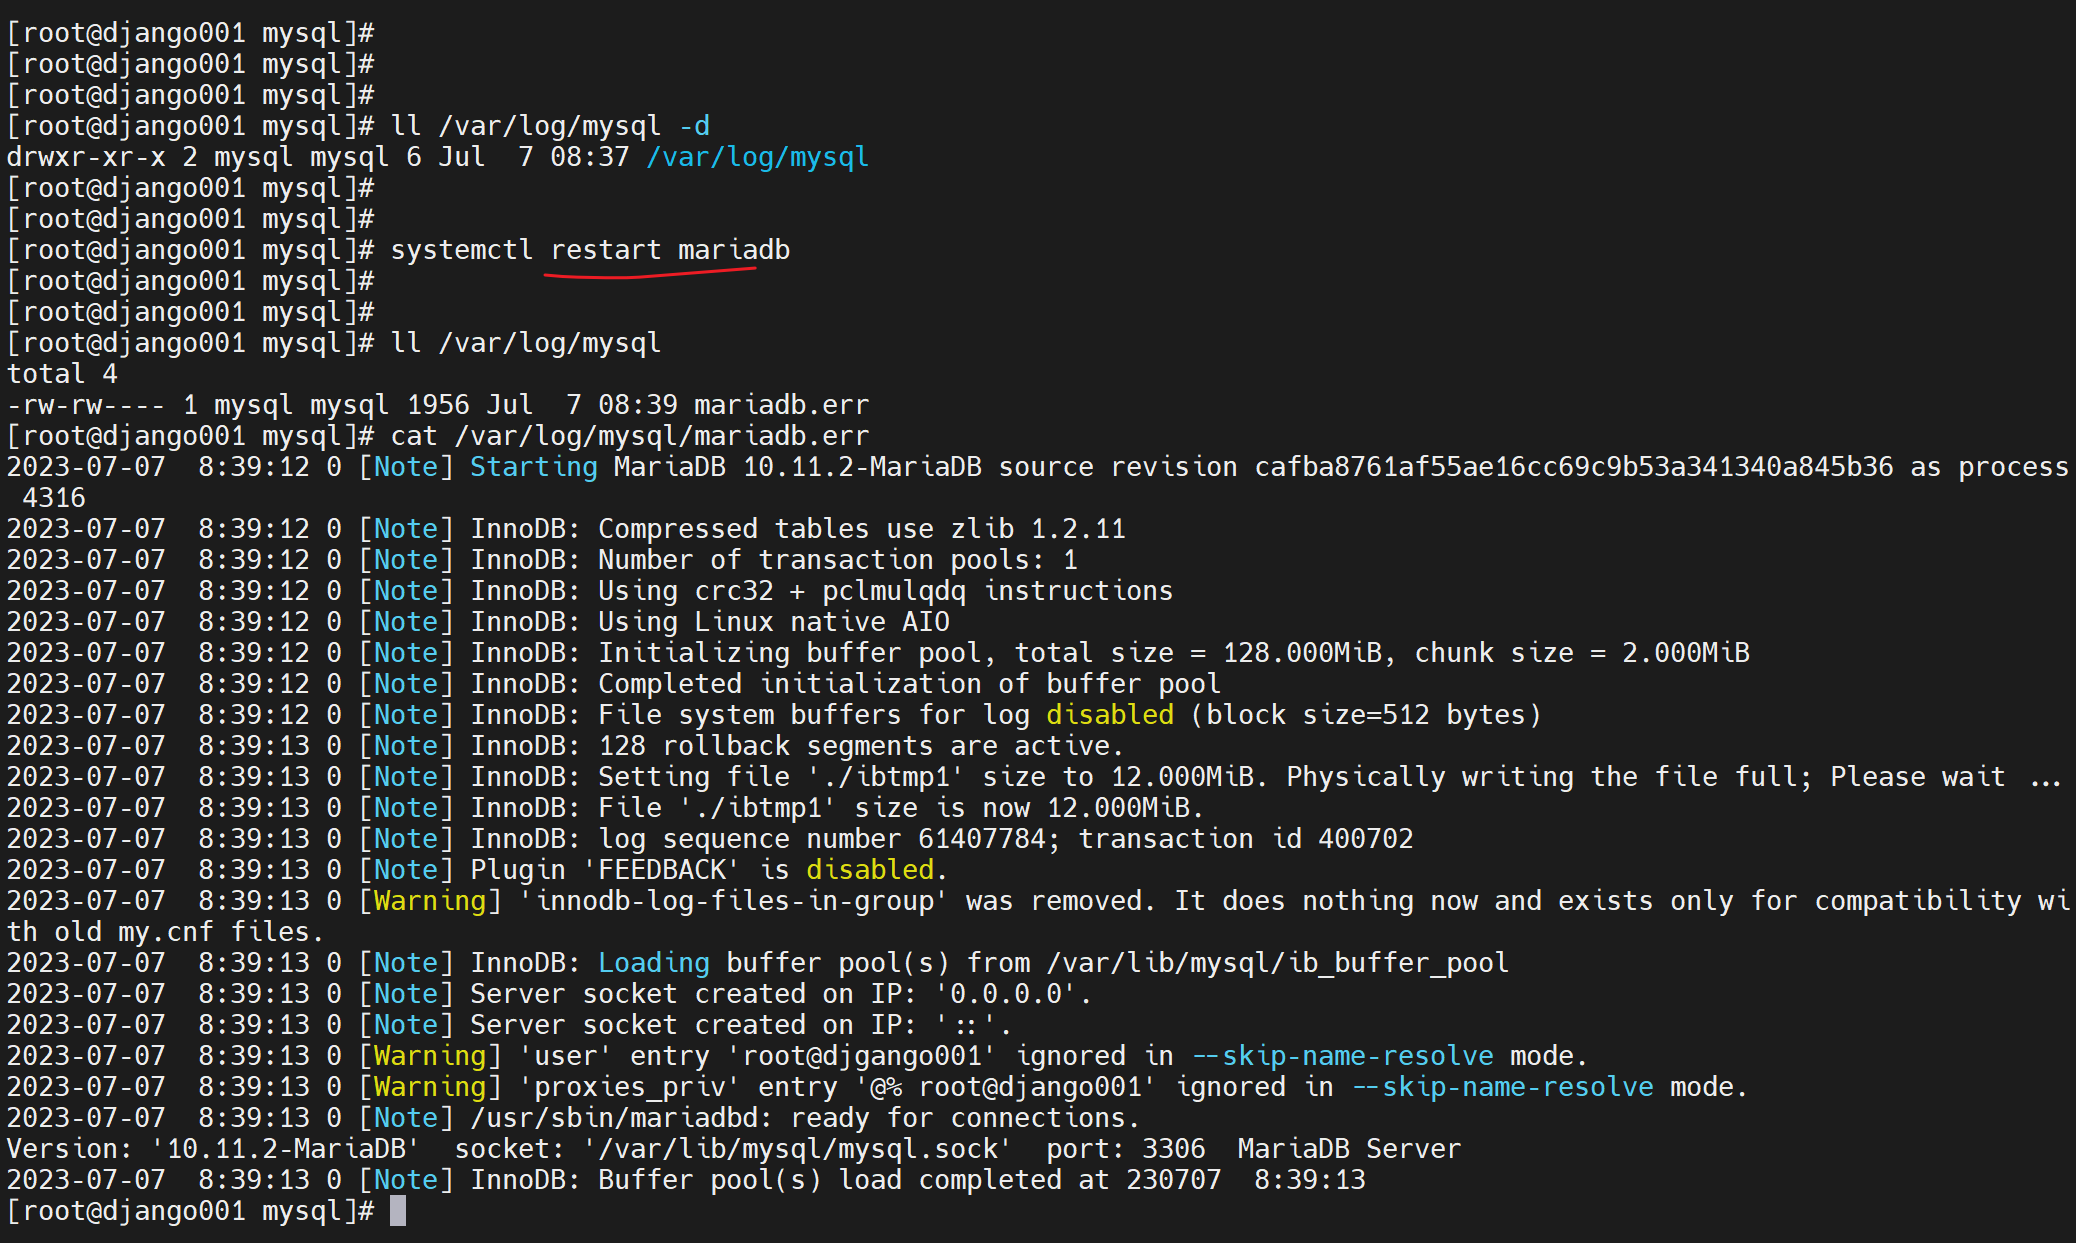 [root@django001 mysql]#
[root@django001 mysql]#
[root@django001 mysql]#
[root@django001 mysql]# ll /var/log/mysql -d
drwxr-xr-x 2 mysql mysql 6 Jul  7 08:37 /var/log/mysql
[root@django001 mysql]#
[root@django001 mysql]#
[root@django001 mysql]# systemctl restart mariadb
[root@django001 mysql]#
[root@django001 mysql]#
[root@django001 mysql]# ll /var/log/mysql
total 4
-rw-rw---- 1 mysql mysql 1956 Jul  7 08:39 mariadb.err
[root@django001 mysql]# cat /var/log/mysql/mariadb.err
2023-07-07  8:39:12 0 [Note] Starting MariaDB 10.11.2-MariaDB source revision cafba8761af55ae16cc69c9b53a341340a845b36 as process
 4316
2023-07-07  8:39:12 0 [Note] InnoDB: Compressed tables use zlib 1.2.11
2023-07-07  8:39:12 0 [Note] InnoDB: Number of transaction pools: 1
2023-07-07  8:39:12 0 [Note] InnoDB: Using crc32 + pclmulqdq instructions
2023-07-07  8:39:12 0 [Note] InnoDB: Using Linux native AIO
2023-07-07  8:39:12 0 [Note] InnoDB: Initializing buffer pool, total size = 128.000MiB, chunk size = 2.000MiB
2023-07-07  8:39:12 0 [Note] InnoDB: Completed initialization of buffer pool
2023-07-07  8:39:12 0 [Note] InnoDB: File system buffers for log disabled (block size=512 bytes)
2023-07-07  8:39:13 0 [Note] InnoDB: 128 rollback segments are active.
2023-07-07  8:39:13 0 [Note] InnoDB: Setting file './ibtmp1' size to 12.000MiB. Physically writing the file full; Please wait ...
2023-07-07  8:39:13 0 [Note] InnoDB: File './ibtmp1' size is now 12.000MiB.
2023-07-07  8:39:13 0 [Note] InnoDB: log sequence number 61407784; transaction id 400702
2023-07-07  8:39:13 0 [Note] Plugin 'FEEDBACK' is disabled.
2023-07-07  8:39:13 0 [Warning] 'innodb-log-files-in-group' was removed. It does nothing now and exists only for compatibility wi
th old my.cnf files.
2023-07-07  8:39:13 0 [Note] InnoDB: Loading buffer pool(s) from /var/lib/mysql/ib_buffer_pool
2023-07-07  8:39:13 0 [Note] Server socket created on IP: '0.0.0.0'.
2023-07-07  8:39:13 0 [Note] Server socket created on IP: '::'.
2023-07-07  8:39:13 0 [Warning] 'user' entry 'root@djgango001' ignored in --skip-name-resolve mode.
2023-07-07  8:39:13 0 [Warning] 'proxies_priv' entry '@% root@django001' ignored in --skip-name-resolve mode.
2023-07-07  8:39:13 0 [Note] /usr/sbin/mariadbd: ready for connections.
Version: '10.11.2-MariaDB'  socket: '/var/lib/mysql/mysql.sock'  port: 3306  MariaDB Server
2023-07-07  8:39:13 0 [Note] InnoDB: Buffer pool(s) load completed at 230707  8:39:13
[root@django001 mysql]#